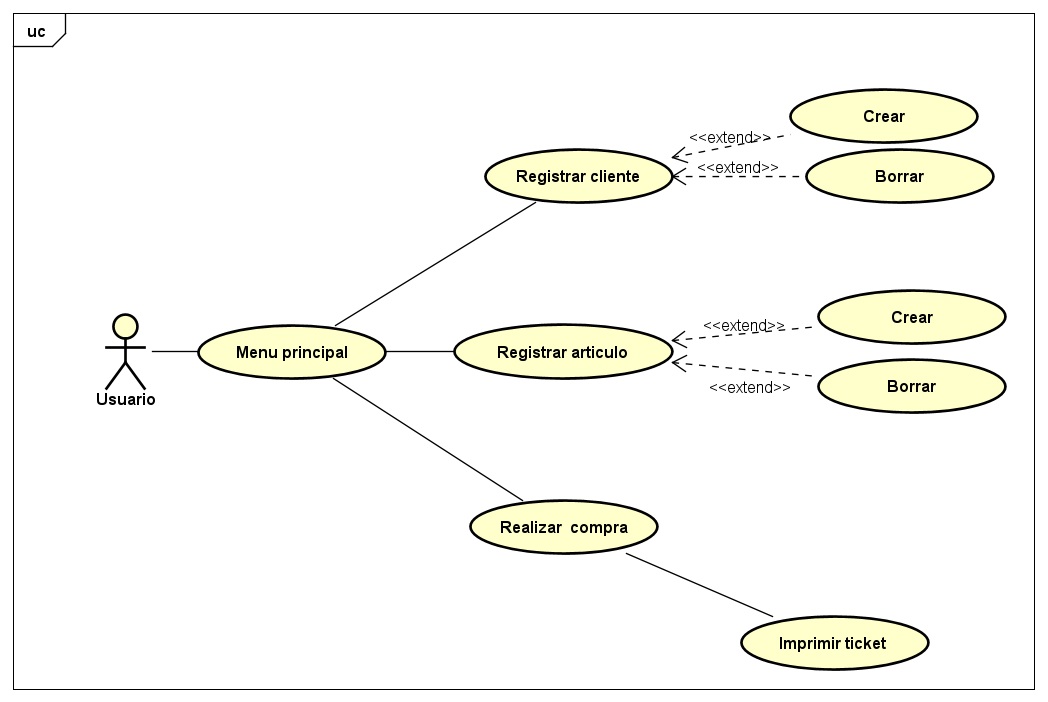 uc
Crear
<<extend>>
<<extend>>
Registrar cliente
Borrar
Crear
<<extend>>
Menu principal
Registrar articulo
<<extend>>
Borrar
Usuario
Realizar compra
Imprimir ticket